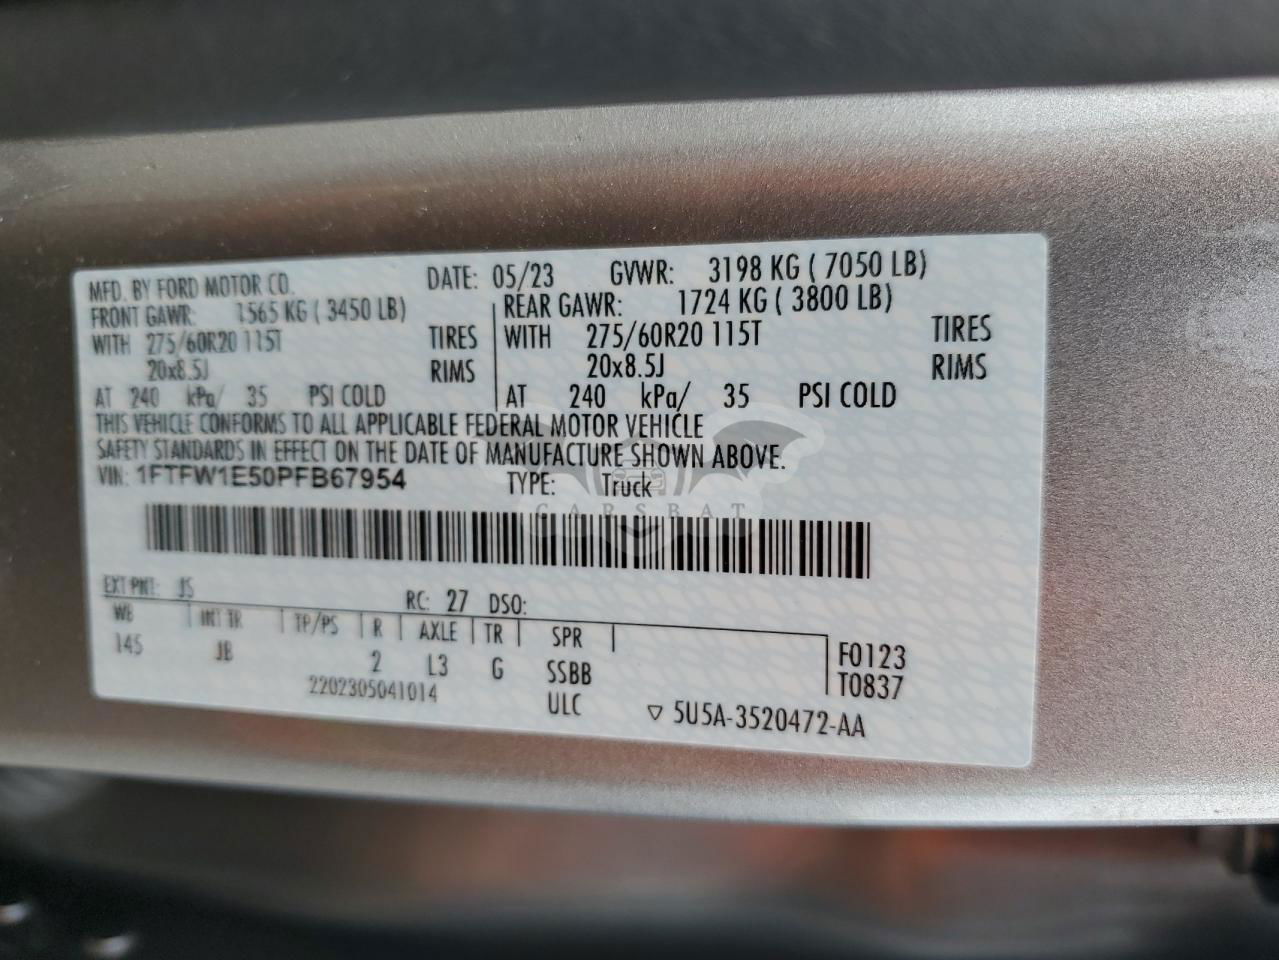 MFD. BY FORD MOTOR CO. DATE: 05/23 GVWR: 3198 KG ( 7050 LB)
FRONT GAWR: 1565 KG ( 3450 LB) REAR GAWR: 1724 KG ( 3800 LB)
WITH 275/60R20 115T TIRES WITH 275/60R20 115T TIRES
20x8.5J RIMS 20x8.5J RIMS
AT 240 kPa/ 35 PSI COLD AT 240 kPa/ 35 PSI COLD
THIS VEHICLE CONFORMS TO ALL APPLICABLE FEDERAL MOTOR VEHICLE
SAFETY STANDARDS IN EFFECT ON THE DATE OF MANUFACTURE SHOWN ABOVE.
VIN: 1FTFW1E50PFB67954 TYPE: Truck
CARSBAT
EXT PNT: JS RC: 27 DSO:
WB INT TR TP/PS R AXLE TR SPR
145 JB 2 L3 G SSBB F0123
2202305041014 ULC T0837
▽ 5U5A-3520472-AA